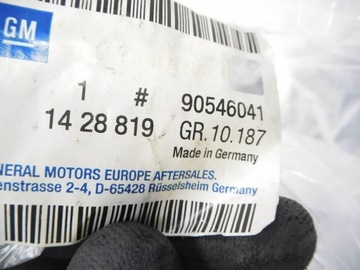 GM
1 # 90546041
14 28 819 GR.10.187
Made in Germany
NERAL MOTORS EUROPE AFTERSALES.
enstrasse 2-4, D-65428 Rüsselsheim Germany